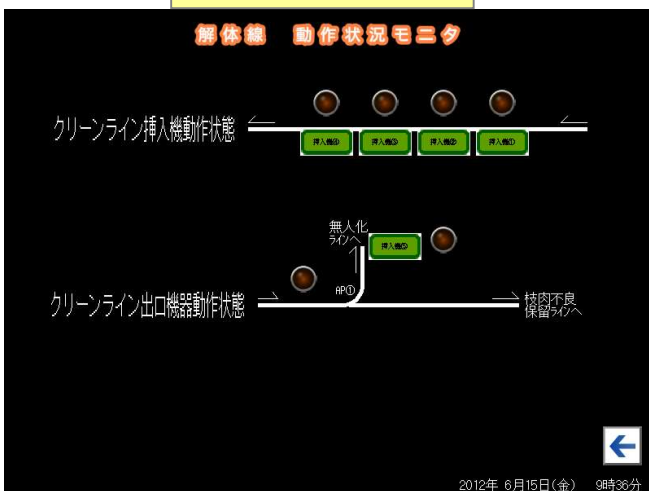 解体線　動作状況モニタ
クリーンライン挿入機動作状態
挿入機④
挿入機③
挿入機②
挿入機①
無人化
ラインへ
挿入機⑤
AP①
クリーンライン出口機器動作状態
枝肉不良
保留ラインへ
2012年 6月15日(金)　9時36分